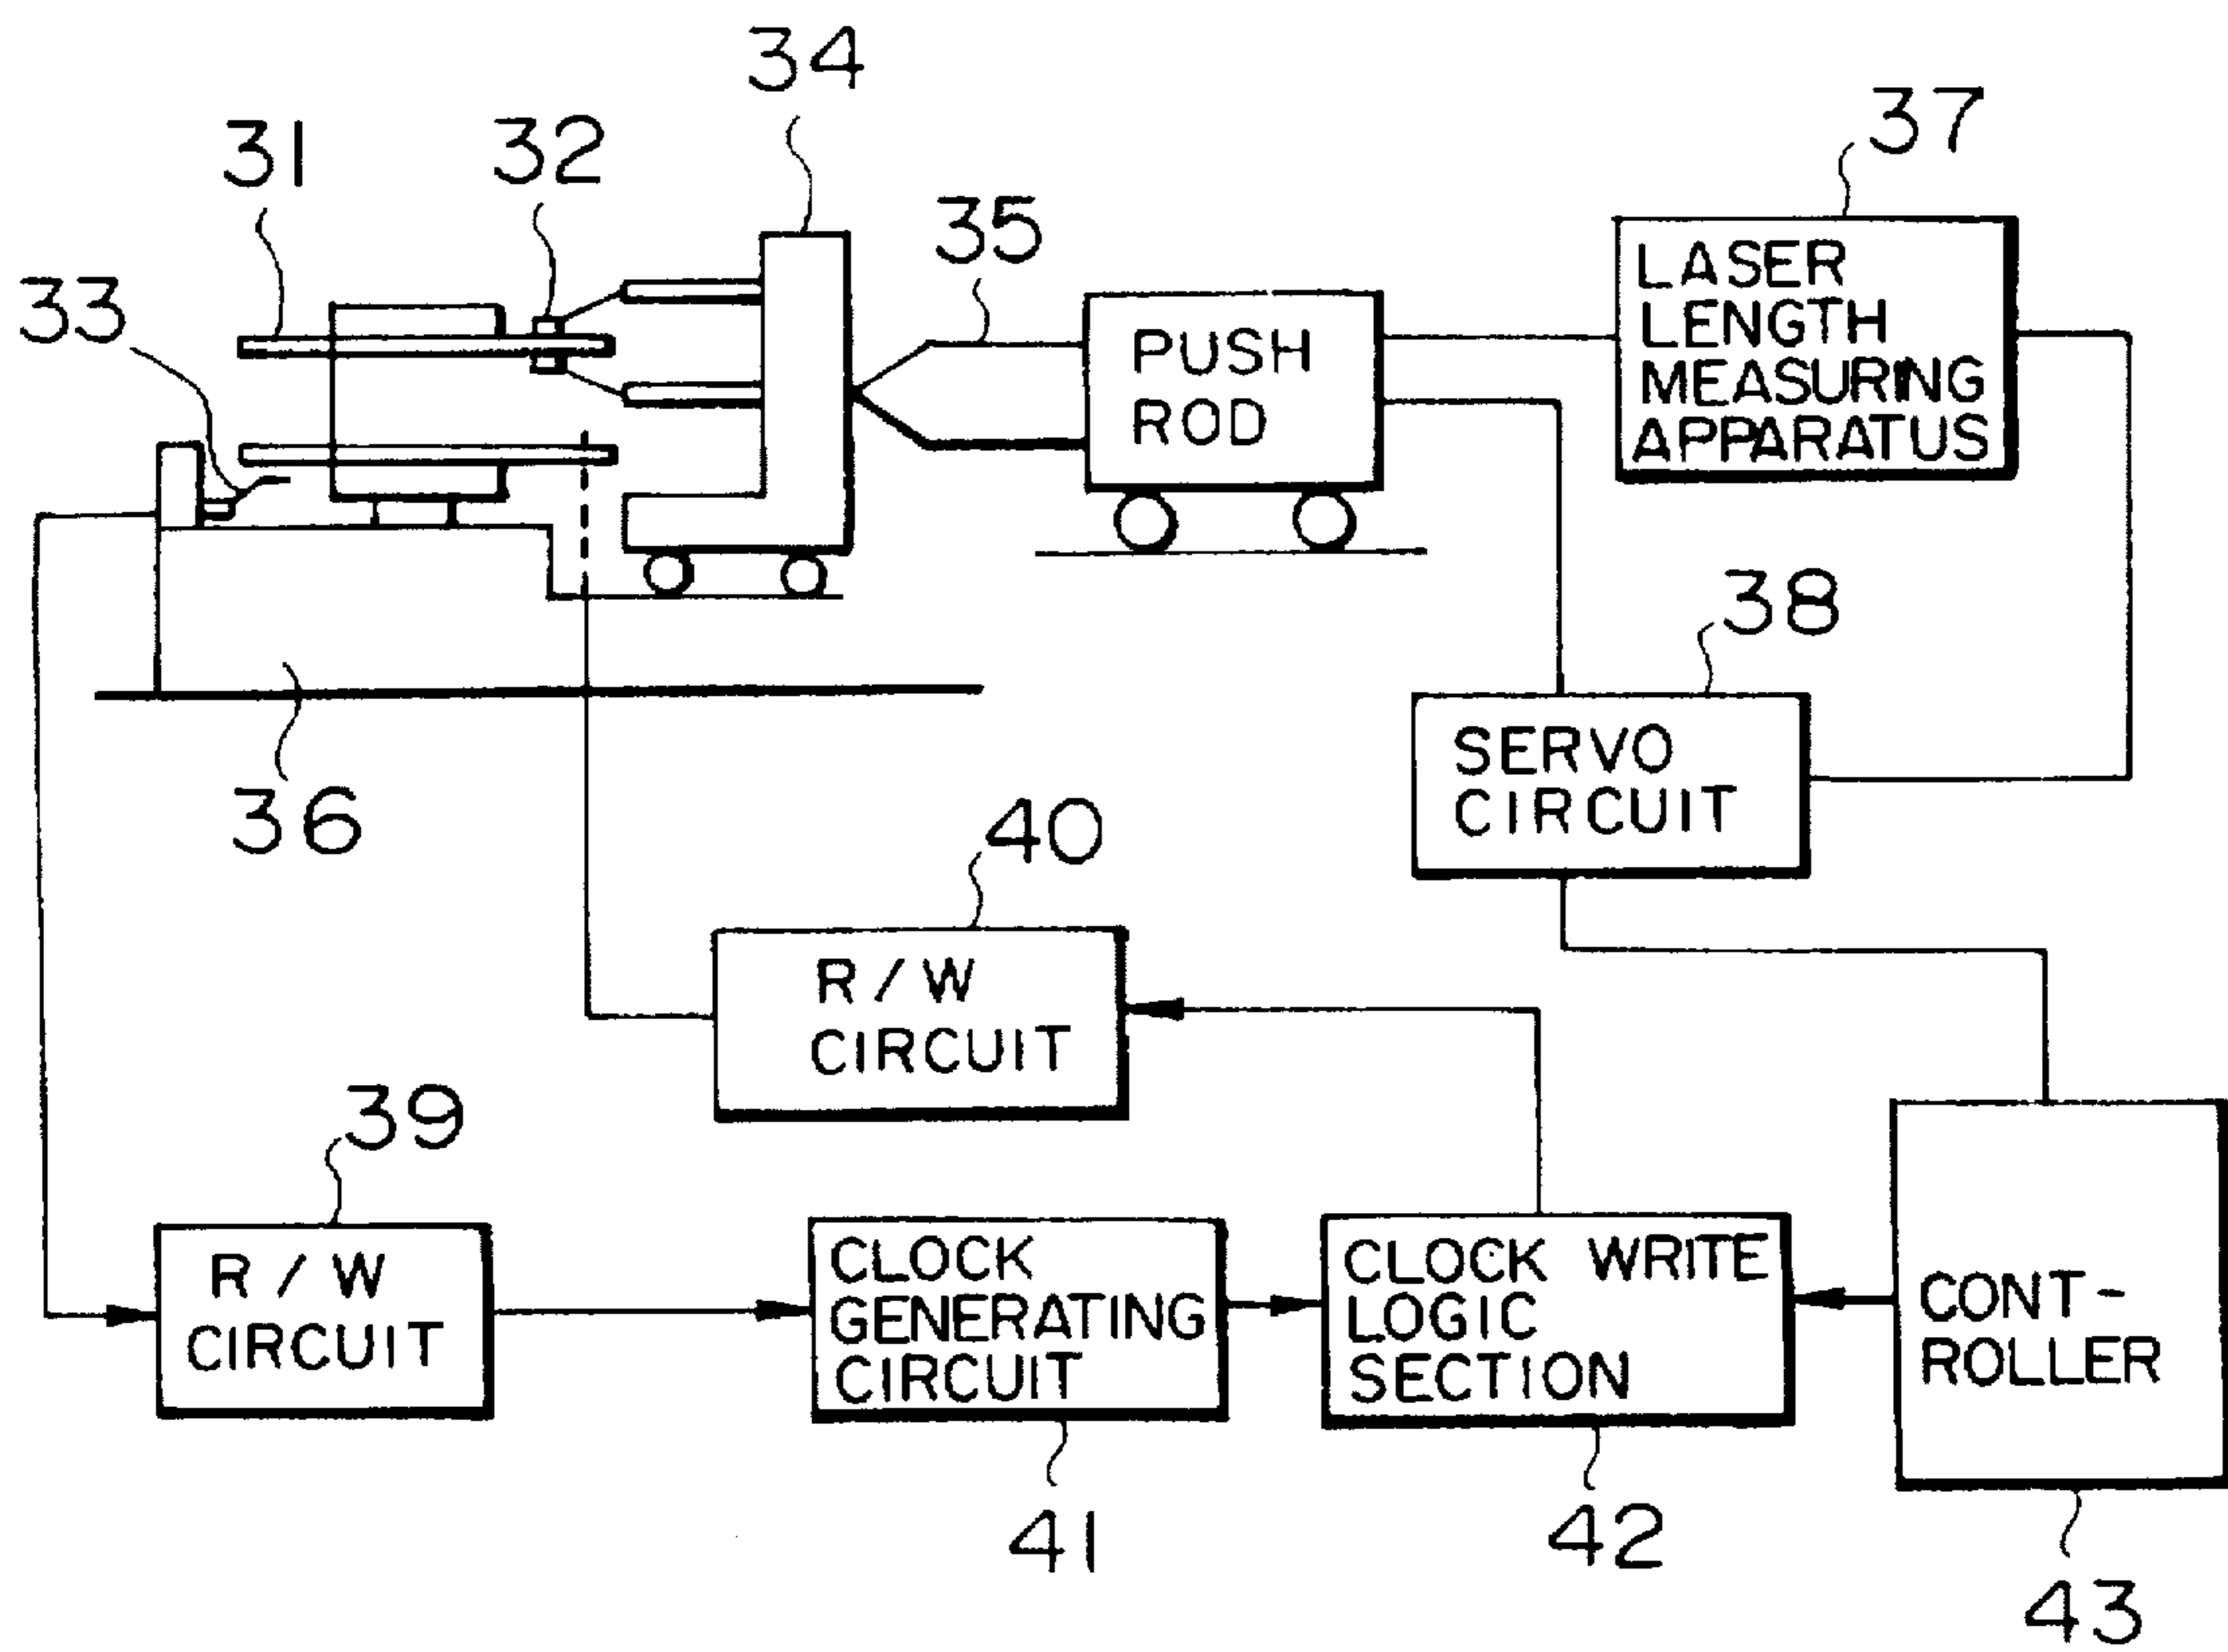 34
37
31
32
35
33
LASER
LENGTH
MEASURING
APPARATUS
PUSH
ROD
38
36
SERVO
CIRCUIT
40
R/W
CIRCUIT
39
R/W
CIRCUIT
CLOCK
GENERATING
CIRCUIT
CLOCK WRITE
LOGIC
SECTION
CONT-
ROLLER
41
42
43